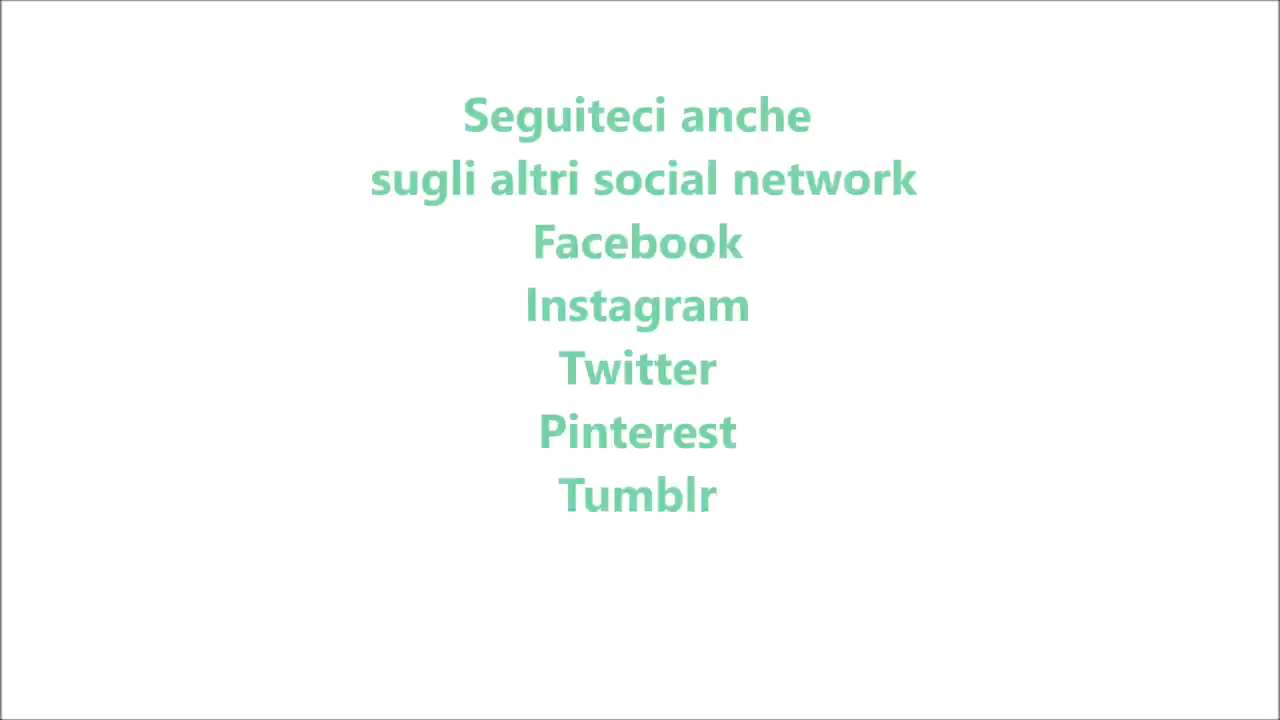 Seguiteci anche
sugli altri social network
Facebook
Instagram
Twitter
Pinterest
Tumblr